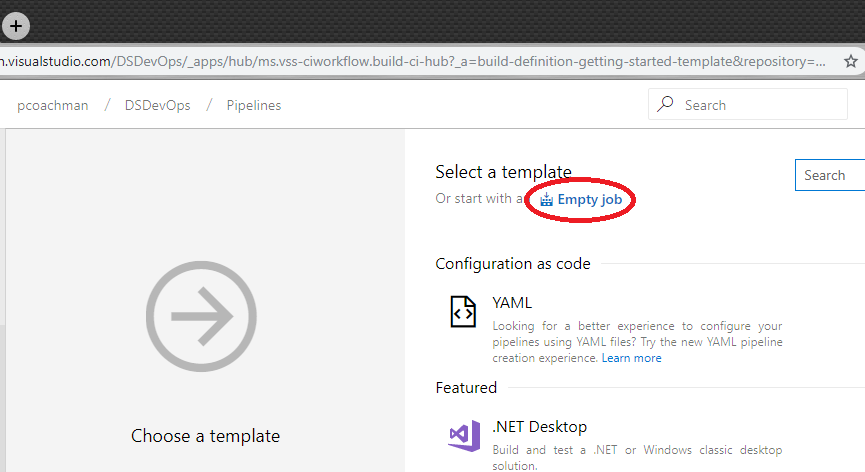 n.visualstudio.com/DSDevOps/_apps/hub/ms.vss-ciworkflow.build-ci-hub?_a=build-definition-getting-started-template&repository=...
pcoachman / DSDevOps / Pipelines
Search
Select a template
Search
Or start with a Empty job
Configuration as code
YAML
Looking for a better experience to configure your
pipelines using YAML files? Try the new YAML pipeline
creation experience. Learn more
Featured
.NET Desktop
Build and test a .NET or Windows classic desktop
solution.
Choose a template